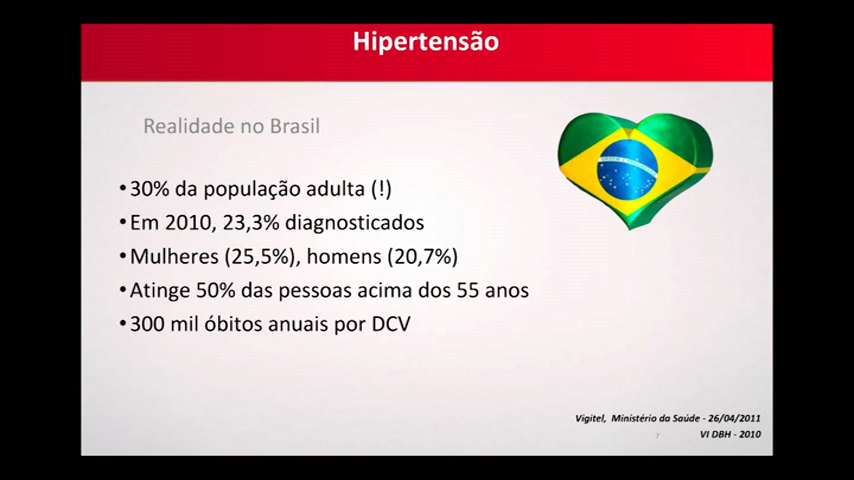 Hipertensão
Realidade no Brasil
•30% da população adulta (!)
•Em 2010, 23,3% diagnosticados
•Mulheres (25,5%), homens (20,7%)
•Atinge 50% das pessoas acima dos 55 anos
•300 mil óbitos anuais por DCV
Vigitel, Ministério da Saúde - 26/04/2011
7
VI DBH - 2010